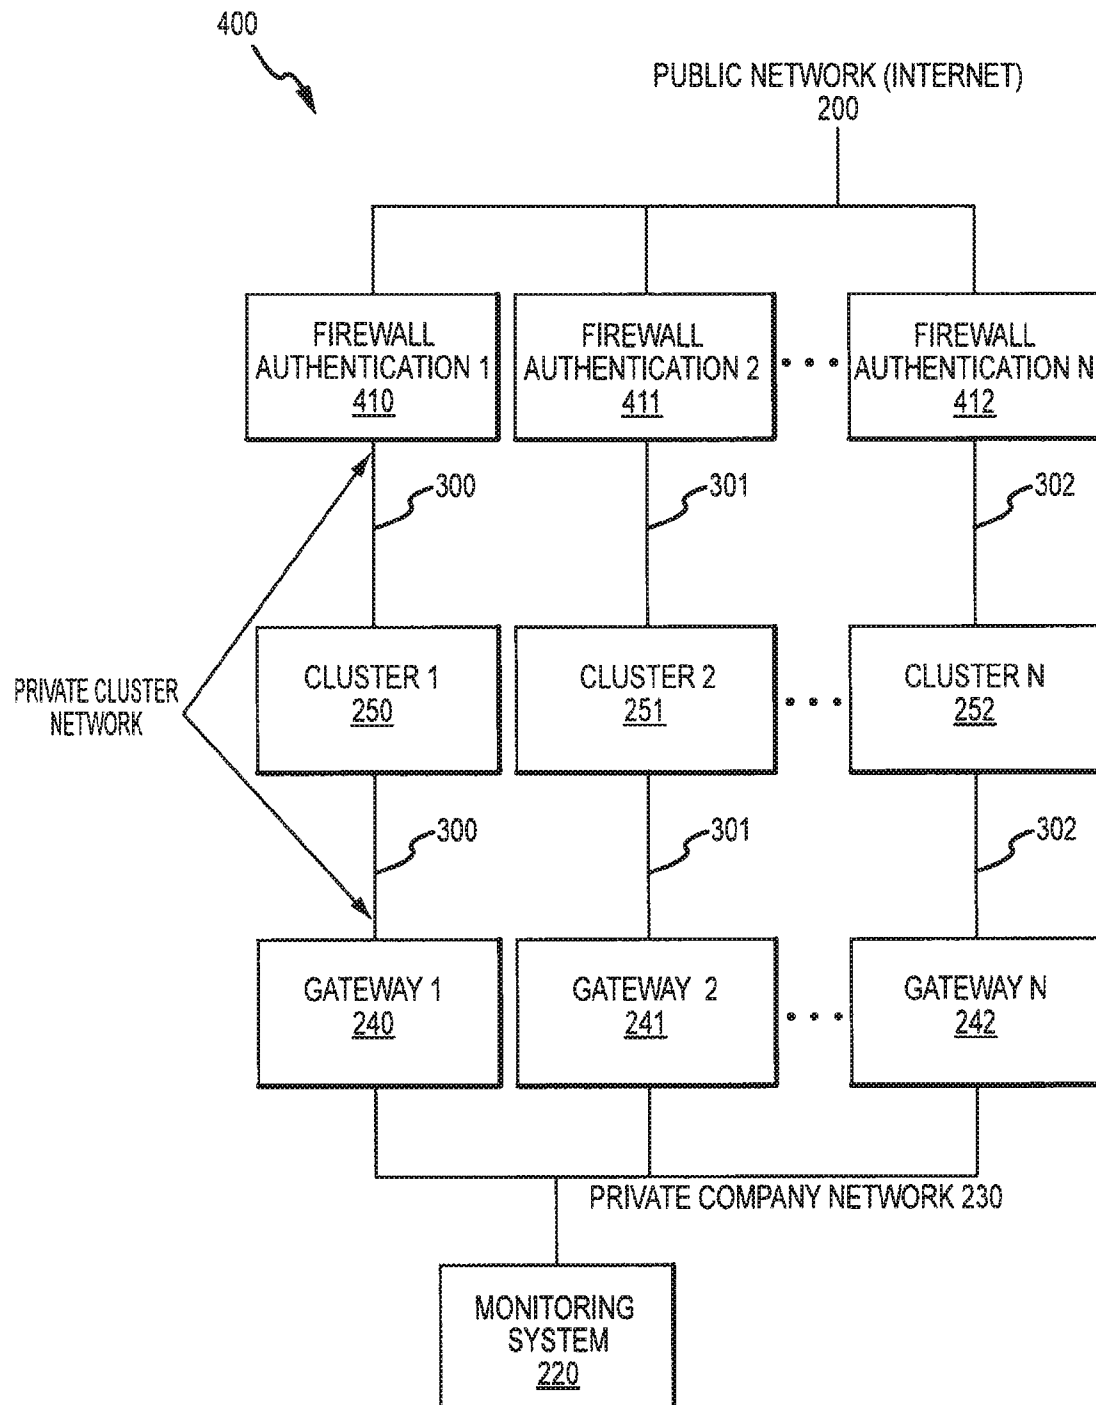 400
PUBLIC NETWORK (INTERNET)
200
FIREWALL
AUTHENTICATION 1
410
FIREWALL
AUTHENTICATION 2
411
FIREWALL
AUTHENTICATION N
412
300
301
302
PRIVATE CLUSTER
NETWORK
CLUSTER 1
250
CLUSTER 2
251
CLUSTER N
252
300
301
302
GATEWAY 1
240
GATEWAY 2
241
GATEWAY N
242
PRIVATE COMPANY NETWORK 230
MONITORING
SYSTEM
220